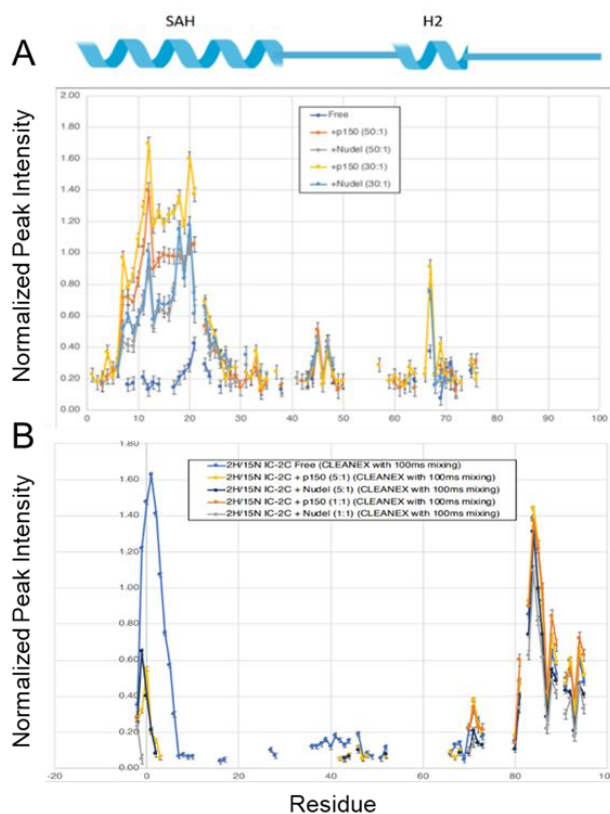 SAH H2
A
Normalized Peak Intensity
2.00
1.80
1.60
1.40
1.20
1.00
0.80
0.60
0.40
0.20
0.00
Free
+p150 (50:1)
+Nudel (50:1)
+p150 (30:1)
+Nudel (30:1)
0 10 20 30 40 50 60 70 80 90 100
B
Normalized Peak Intensity
1.80
1.60
1.40
1.20
1.00
0.80
0.60
0.40
0.20
0.00
2H/15N IC-2C Free (CLEANEX with 100ms mixing)
2H/15N IC-2C + p150 (5:1) (CLEANEX with 100ms mixing)
2H/15N IC-2C + Nudel (5:1) (CLEANEX with 100ms mixing)
2H/15N IC-2C + p150 (1:1) (CLEANEX with 100ms mixing)
2H/15N IC-2C + Nudel (1:1) (CLEANEX with 100ms mixing)
-20 0 20 40 60 80 100
Residue